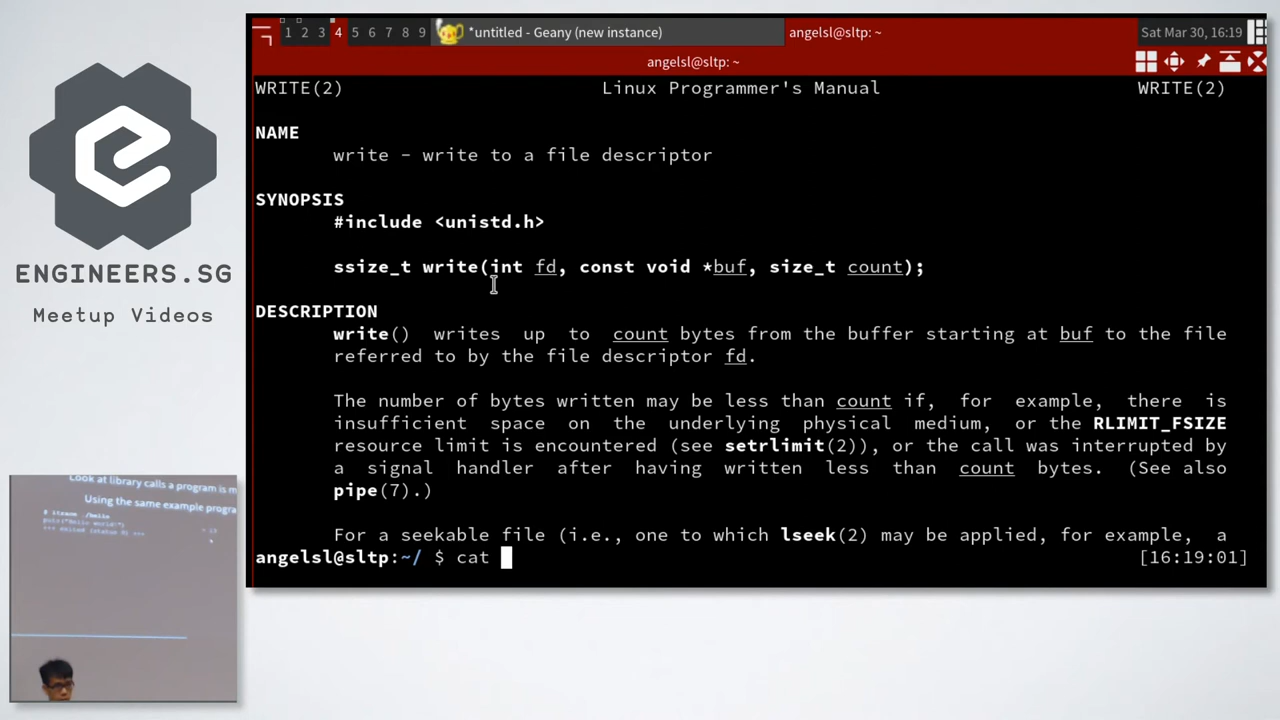 1 2 3 4 5 6 7 8 9
*untitled - Geany (new instance)
angelsl@sltp: ~
Sat Mar 30, 16:19
angelsl@sltp: ~
WRITE(2) Linux Programmer's Manual WRITE(2)
NAME
write - write to a file descriptor
SYNOPSIS
#include <unistd.h>
ssize_t write(int fd, const void *buf, size_t count);
DESCRIPTION
write() writes up to count bytes from the buffer starting at buf to the file
referred to by the file descriptor fd.
The number of bytes written may be less than count if, for example, there is
insufficient space on the underlying physical medium, or the RLIMIT_FSIZE
resource limit is encountered (see setrlimit(2)), or the call was interrupted by
a signal handler after having written less than count bytes. (See also
pipe(7).)
For a seekable file (i.e., one to which lseek(2) may be applied, for example, a
angelsl@sltp:~/ $ cat [16:19:01]
ENGINEERS.SG
Meetup Videos
Look at library calls a program is m
Using the same example progra
# ltrace ./hello
puts("Hello world!")
+++ exited (status 0) +++